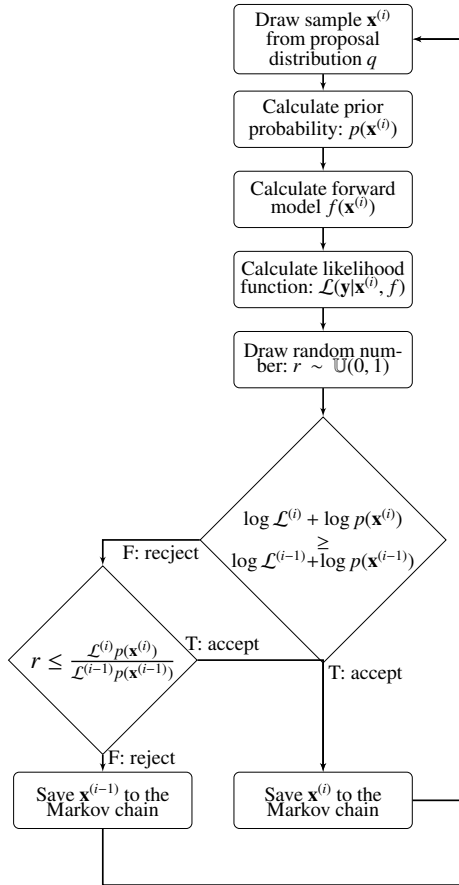 Draw sample x⁽ⁱ⁾
from proposal
distribution q
Calculate prior
probability: p(x⁽ⁱ⁾)
Calculate forward
model f(x⁽ⁱ⁾)
Calculate likelihood
function: ℒ(y|x⁽ⁱ⁾, f)
Draw random num-
ber: r ∼ 𝕌(0, 1)
log ℒ⁽ⁱ⁾ + log p(x⁽ⁱ⁾)
≥
log ℒ⁽ⁱ⁻¹⁾+log p(x⁽ⁱ⁻¹⁾)
F: recject
T: accept
r ≤ ℒ⁽ⁱ⁾p(x⁽ⁱ⁾) / ℒ⁽ⁱ⁻¹⁾p(x⁽ⁱ⁻¹⁾)
T: accept
F: reject
Save x⁽ⁱ⁻¹⁾ to the
Markov chain
Save x⁽ⁱ⁾ to the
Markov chain